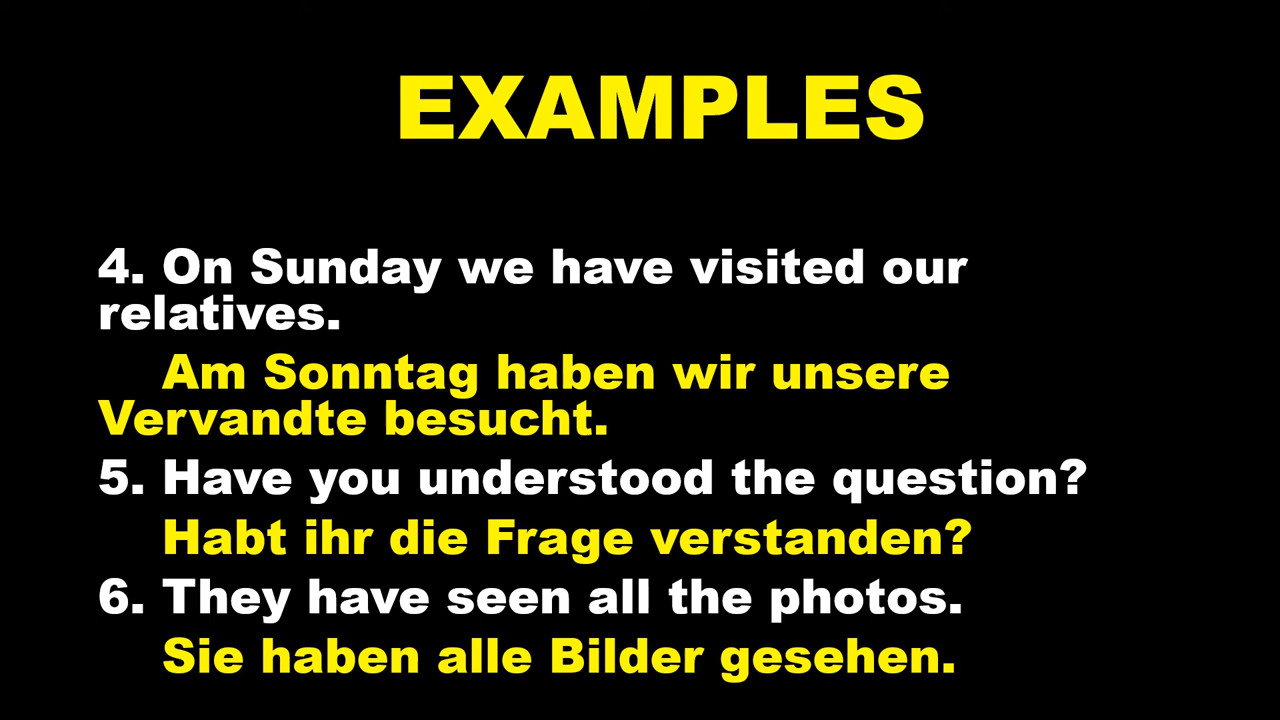 EXAMPLES
4. On Sunday we have visited our
relatives.
Am Sonntag haben wir unsere
Vervandte besucht.
5. Have you understood the question?
Habt ihr die Frage verstanden?
6. They have seen all the photos.
Sie haben alle Bilder gesehen.